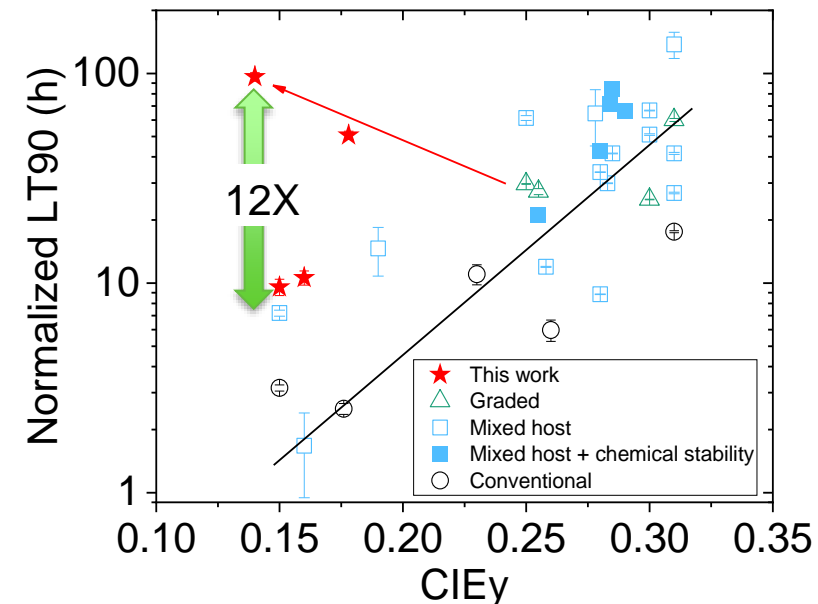 Normalized LT90 (h)
100
10
1
12X
This work
Graded
Mixed host
Mixed host + chemical stability
Conventional
0.10 0.15 0.20 0.25 0.30 0.35
CIEy